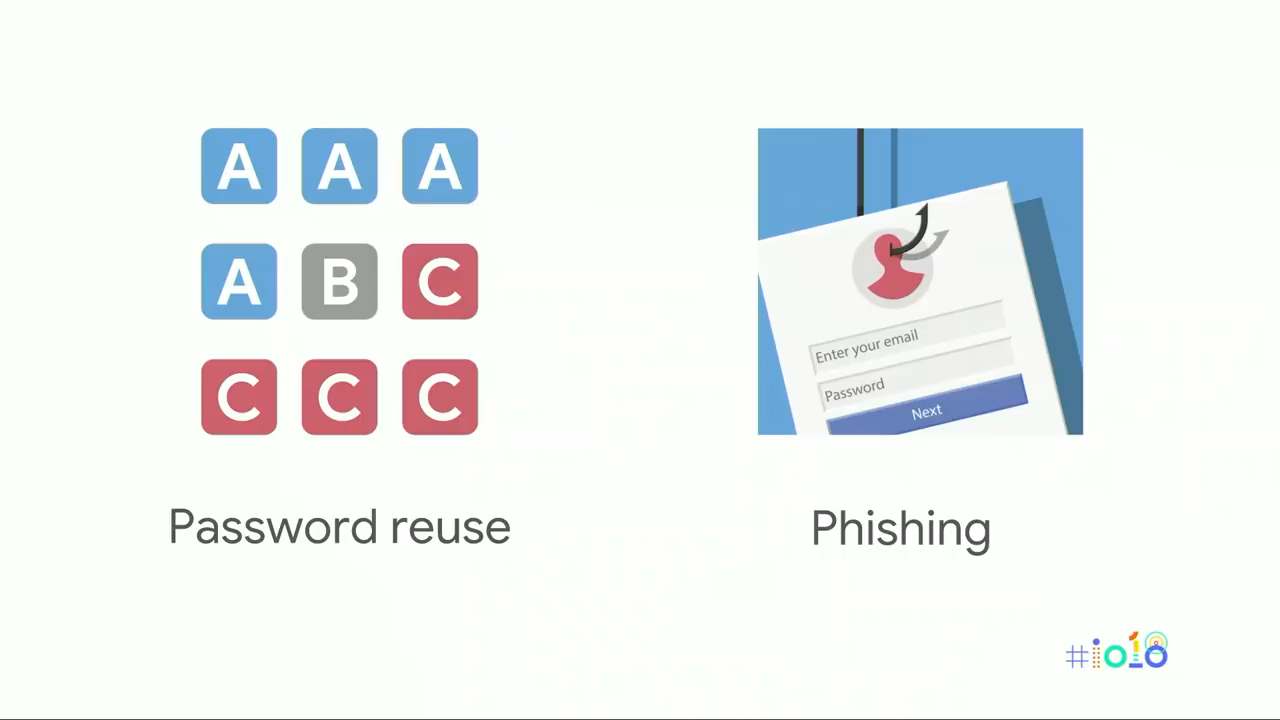 A A A
A B C
C C C
Enter your email
Password
Next
Password reuse
Phishing
#io18